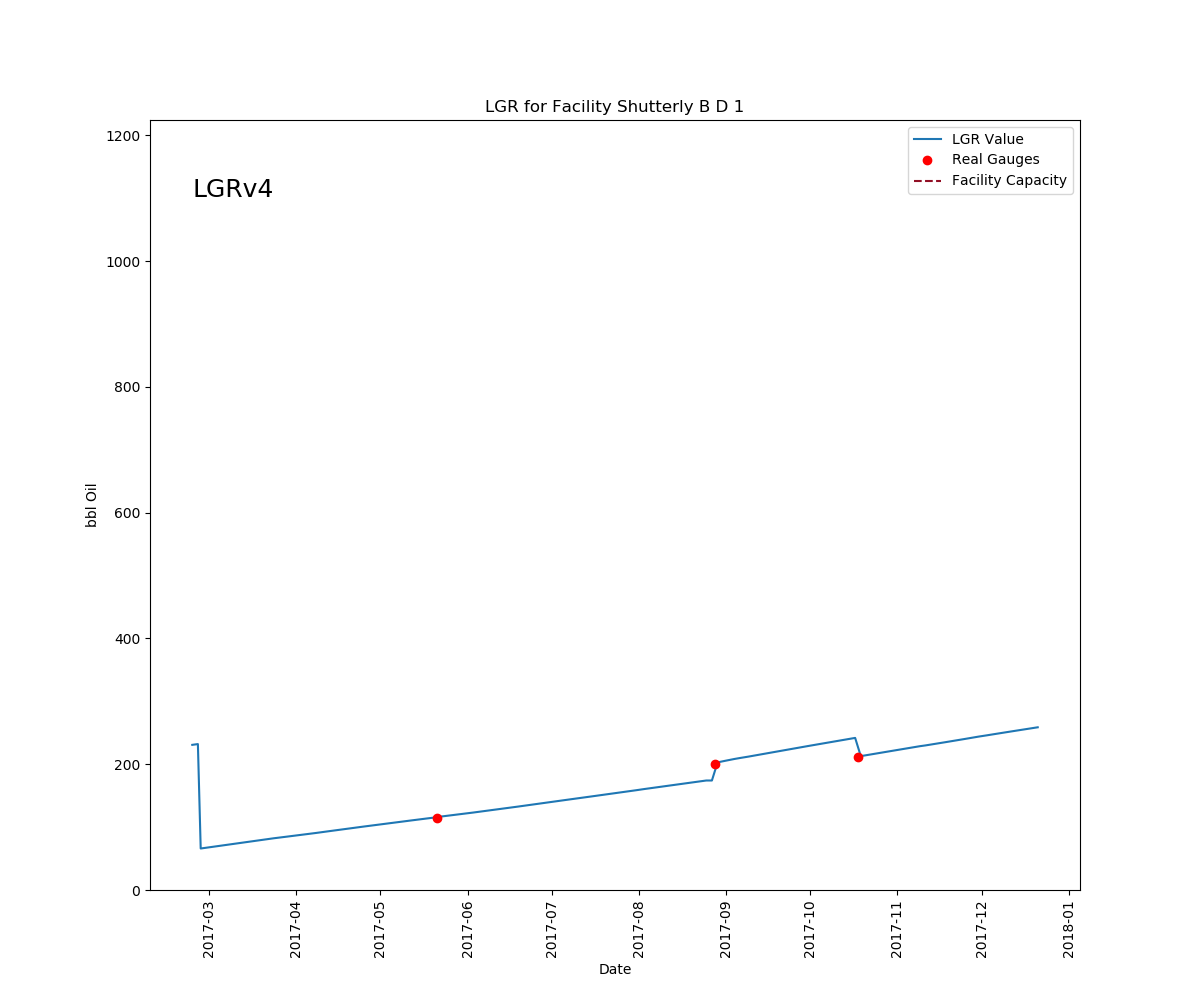 LGR for Facility Shutterly B D 1
LGRv4
LGR Value
Real Gauges
Facility Capacity
1200
1000
800
600
400
200
0
bbl Oil
2017-03
2017-04
2017-05
2017-06
2017-07
2017-08
2017-09
2017-10
2017-11
2017-12
2018-01
Date